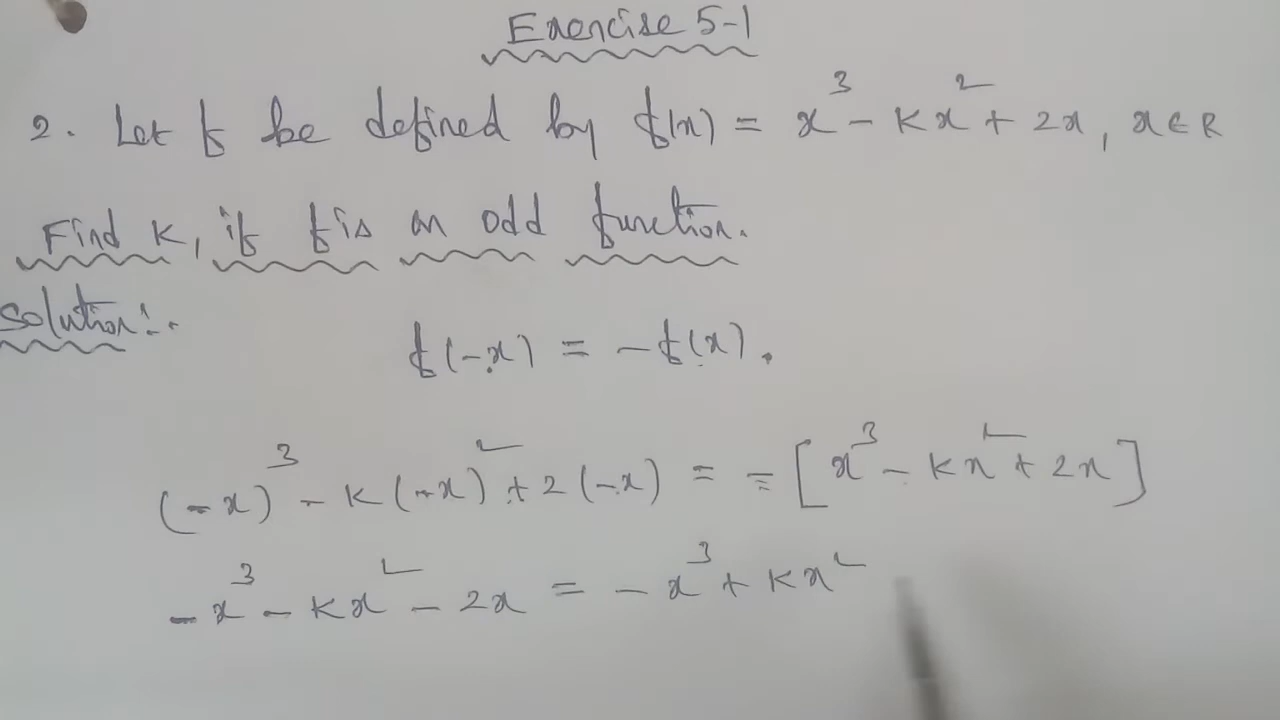 Exercise 5-1
2. Let f be defined by f(x) = x³ - kx² + 2x, x ∈ R
Find k, if f is an odd function.
Solution:-
f(-x) = -f(x).
(-x)³ - k(-x)² + 2(-x) = -[x³ - kx² + 2x]
-x³ - kx² - 2x = -x³ + kx²